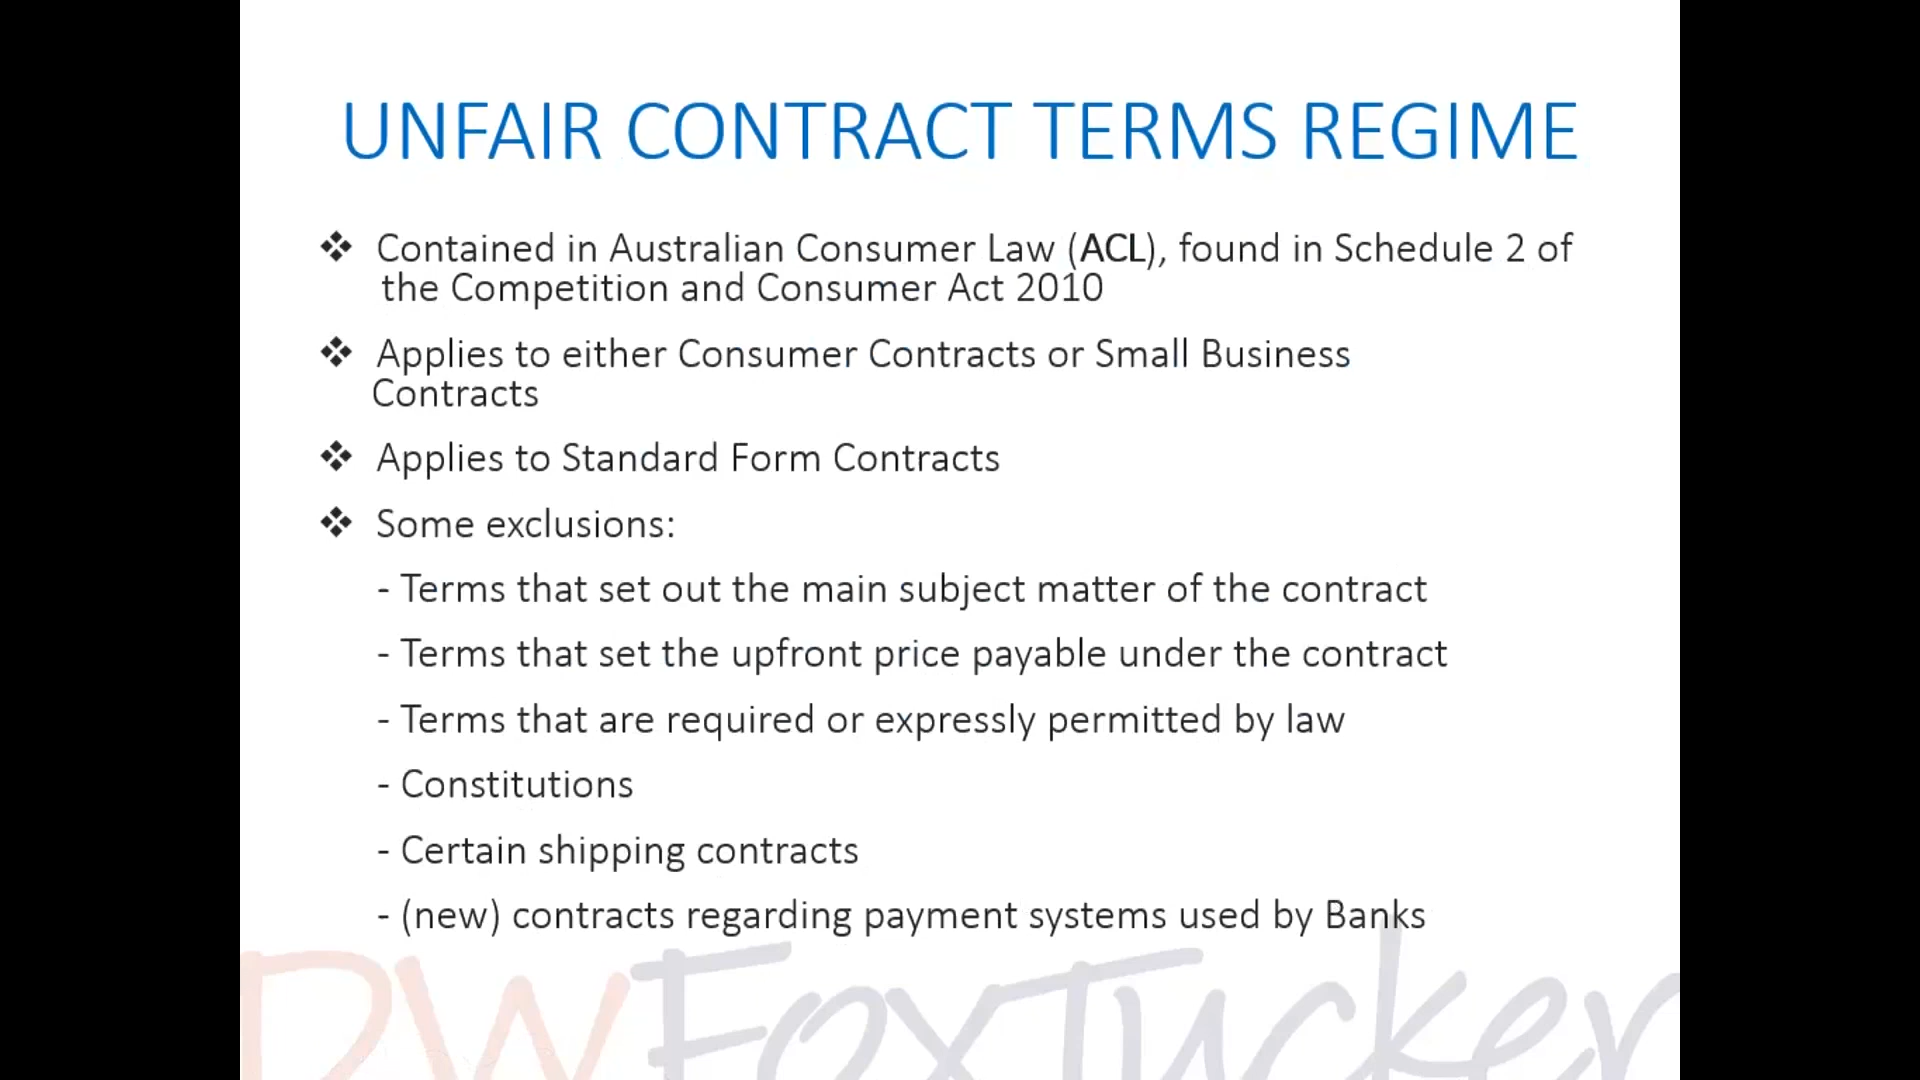 UNFAIR CONTRACT TERMS REGIME
❖ Contained in Australian Consumer Law (ACL), found in Schedule 2 of
the Competition and Consumer Act 2010
❖ Applies to either Consumer Contracts or Small Business
Contracts
❖ Applies to Standard Form Contracts
❖ Some exclusions:
- Terms that set out the main subject matter of the contract
- Terms that set the upfront price payable under the contract
- Terms that are required or expressly permitted by law
- Constitutions
- Certain shipping contracts
- (new) contracts regarding payment systems used by Banks
DWFoxTucker